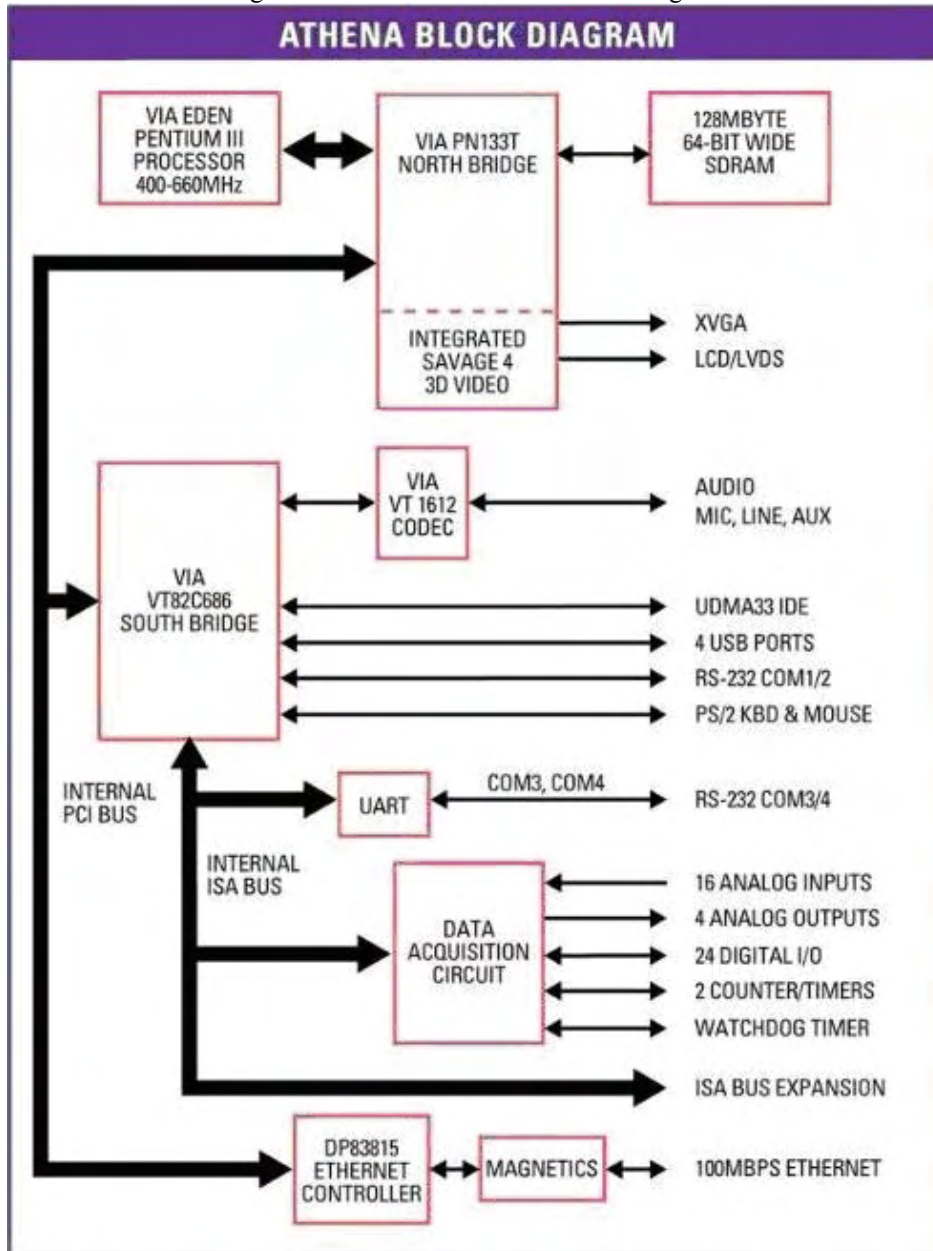 ATHENA BLOCK DIAGRAM
VIA EDEN
PENTIUM III
PROCESSOR
400-660MHz
VIA PN133T
NORTH BRIDGE
128MBYTE
64-BIT WIDE
SDRAM
INTEGRATED
SAVAGE 4
3D VIDEO
XVGA
LCD/LVDS
VIA
VT 1612
CODEC
AUDIO
MIC, LINE, AUX
VIA
VT82C686
SOUTH BRIDGE
UDMA33 IDE
4 USB PORTS
RS-232 COM1/2
PS/2 KBD & MOUSE
INTERNAL
PCI BUS
UART
COM3, COM4
RS-232 COM3/4
INTERNAL
ISA BUS
DATA
ACQUISITION
CIRCUIT
16 ANALOG INPUTS
4 ANALOG OUTPUTS
24 DIGITAL I/O
2 COUNTER/TIMERS
WATCHDOG TIMER
ISA BUS EXPANSION
DP83815
ETHERNET
CONTROLLER
MAGNETICS
100MBPS ETHERNET